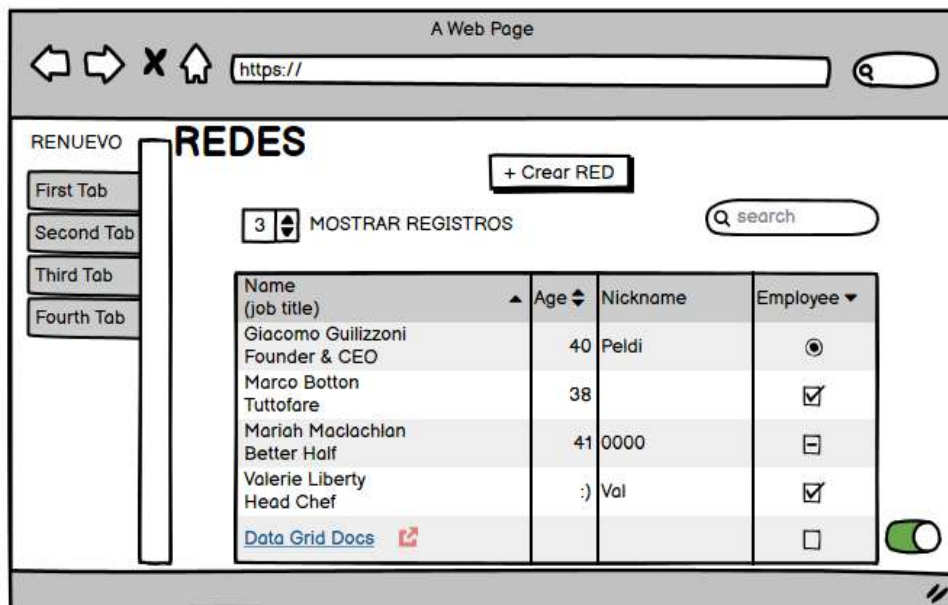 A Web Page
https://
RENUEVO
REDES
+ Crear RED
First Tab
Second Tab
Third Tab
Fourth Tab
3 MOSTRAR REGISTROS
search
Name
(job title)
Age
Nickname
Employee
Giacomo Guilizzoni
Founder & CEO
40
Peldi
Marco Botton
Tuttofare
38
Mariah Maclachlan
Better Half
41
0000
Valerie Liberty
Head Chef
:)
Val
Data Grid Docs